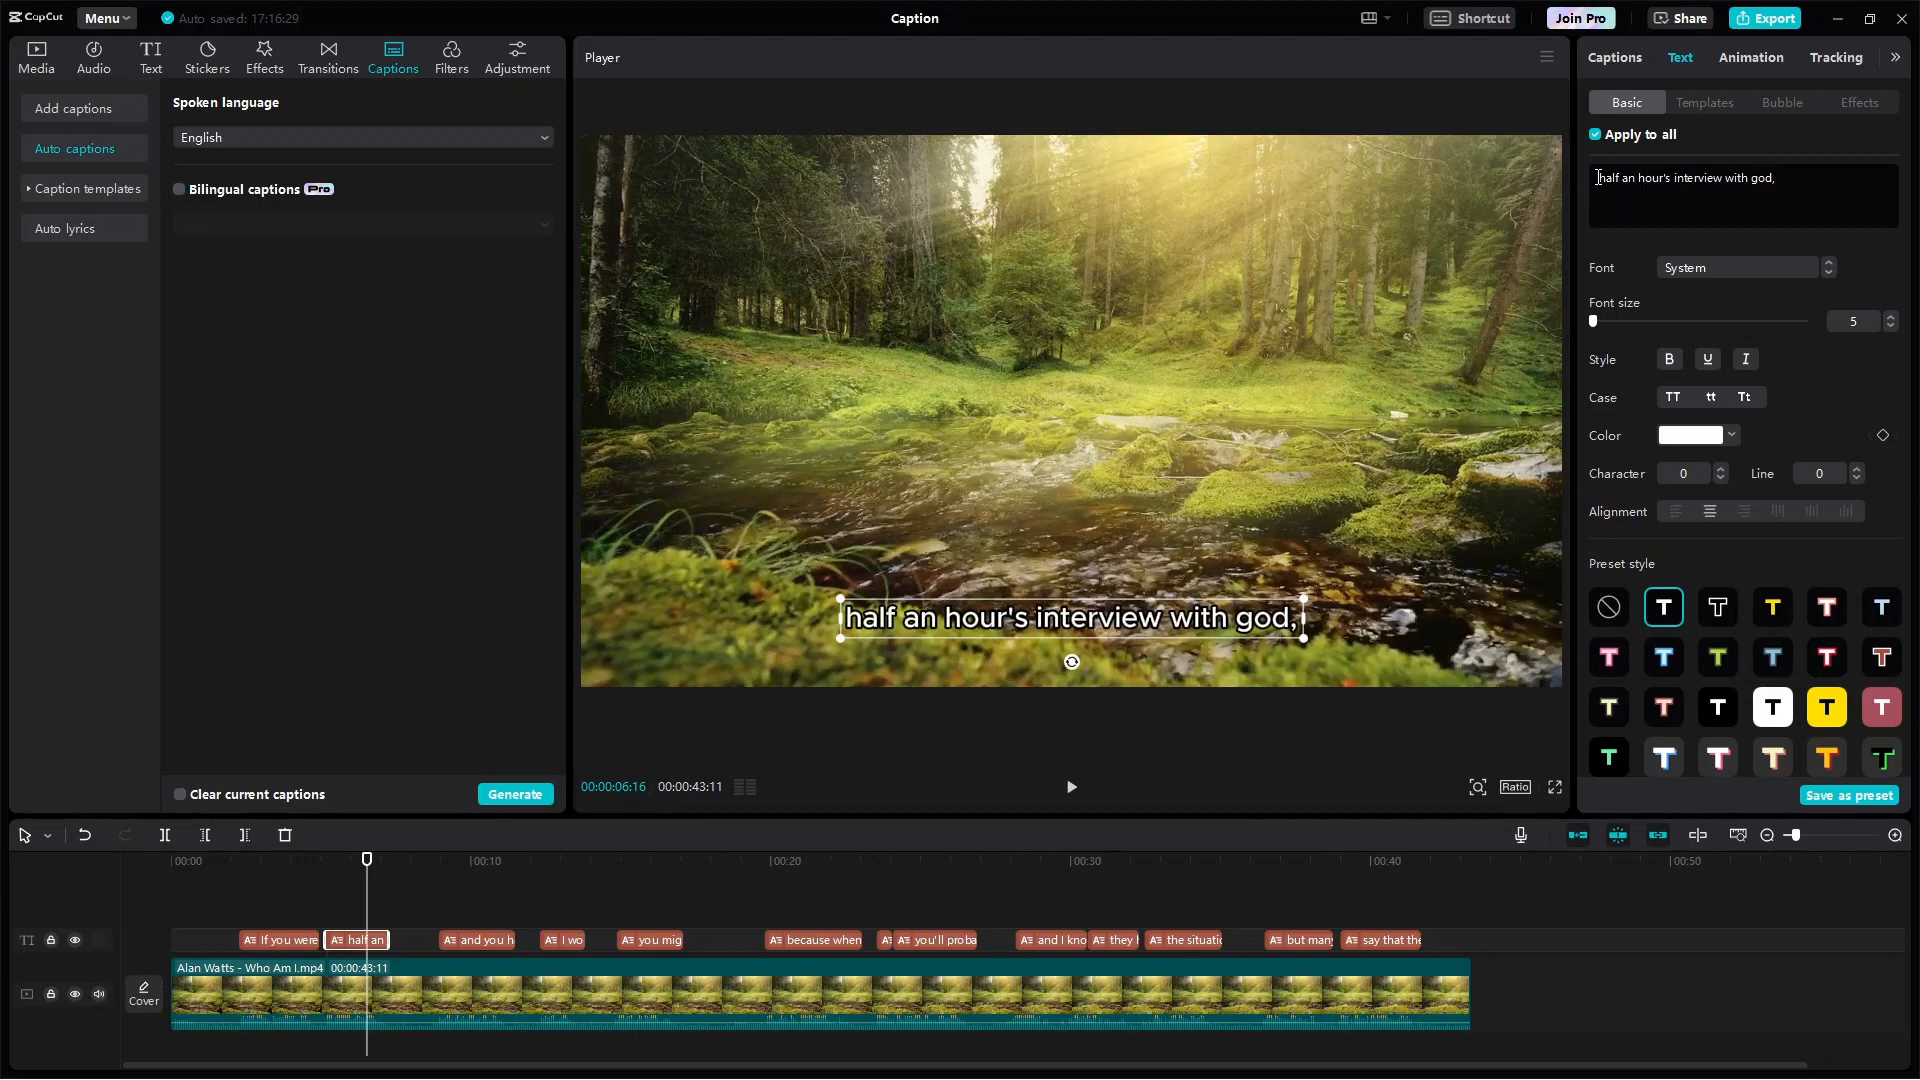 CapCut
Menu
Auto saved: 17:16:29
Caption
Shortcut
Join Pro
Share
Export
Media
Audio
TI
Text
Stickers
Effects
Transitions
Captions
Filters
Adjustment
Add captions
Auto captions
Caption templates
Auto lyrics
Spoken language
English
Bilingual captions Pro
Clear current captions
Generate
Player
half an hour's interview with god,
00:00:06:16 00:00:43:11
Ratio
Captions
Text
Animation
Tracking
Basic
Templates
Bubble
Effects
Apply to all
half an hour's interview with god,
Font System
Font size
5
Style B U I
Case TT tt Tt
Color
Character 0 Line 0
Alignment
Preset style
T T T T T
T T T T T T
T T T T T T
T T T T T T
Save as preset
00:00
00:10
00:20
00:30
00:40
00:50
TI
If you were
half an
and you h
I wo
you mig
because when
you'll proba
and I kno
they
the situatic
but many
say that the
Alan Watts - Who Am I.mp4 00:00:43:11
Cover